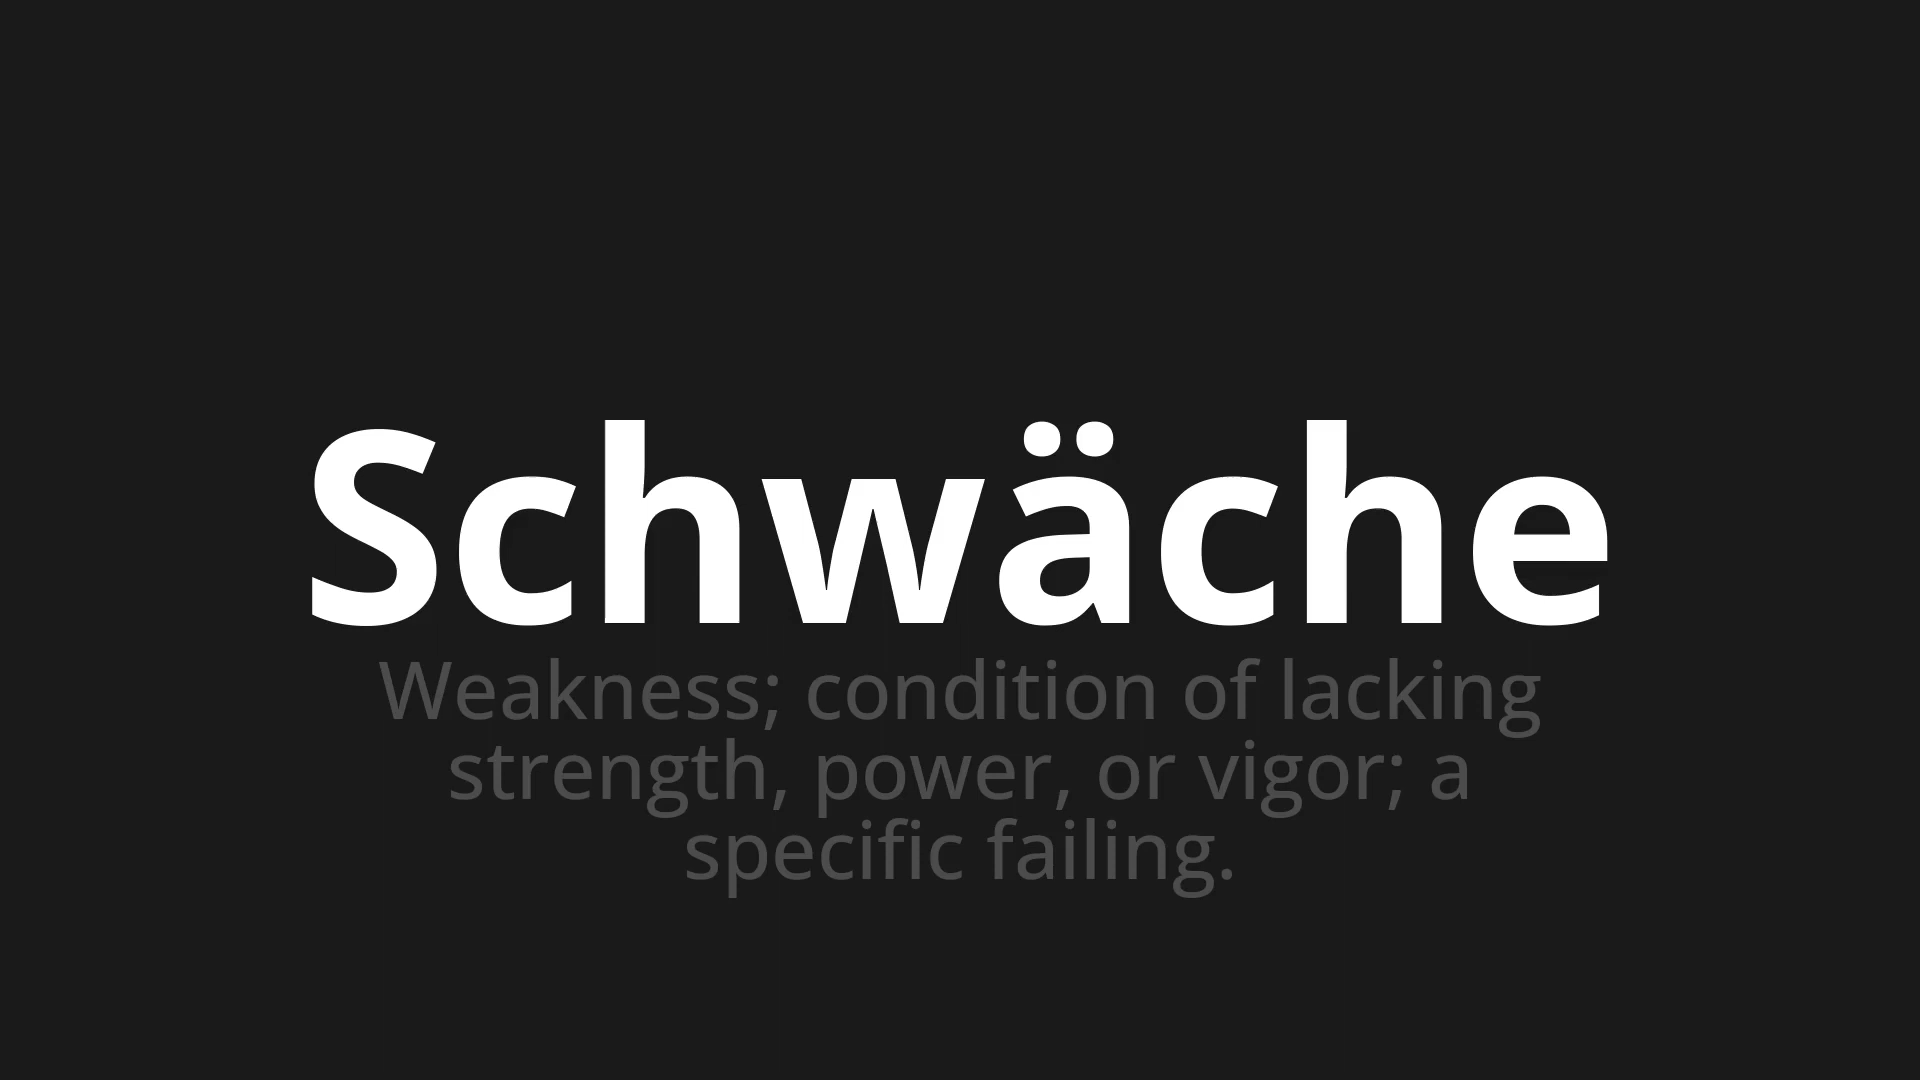 Schwäche
Weakness; condition of lacking
strength, power, or vigor; a
specific failing.